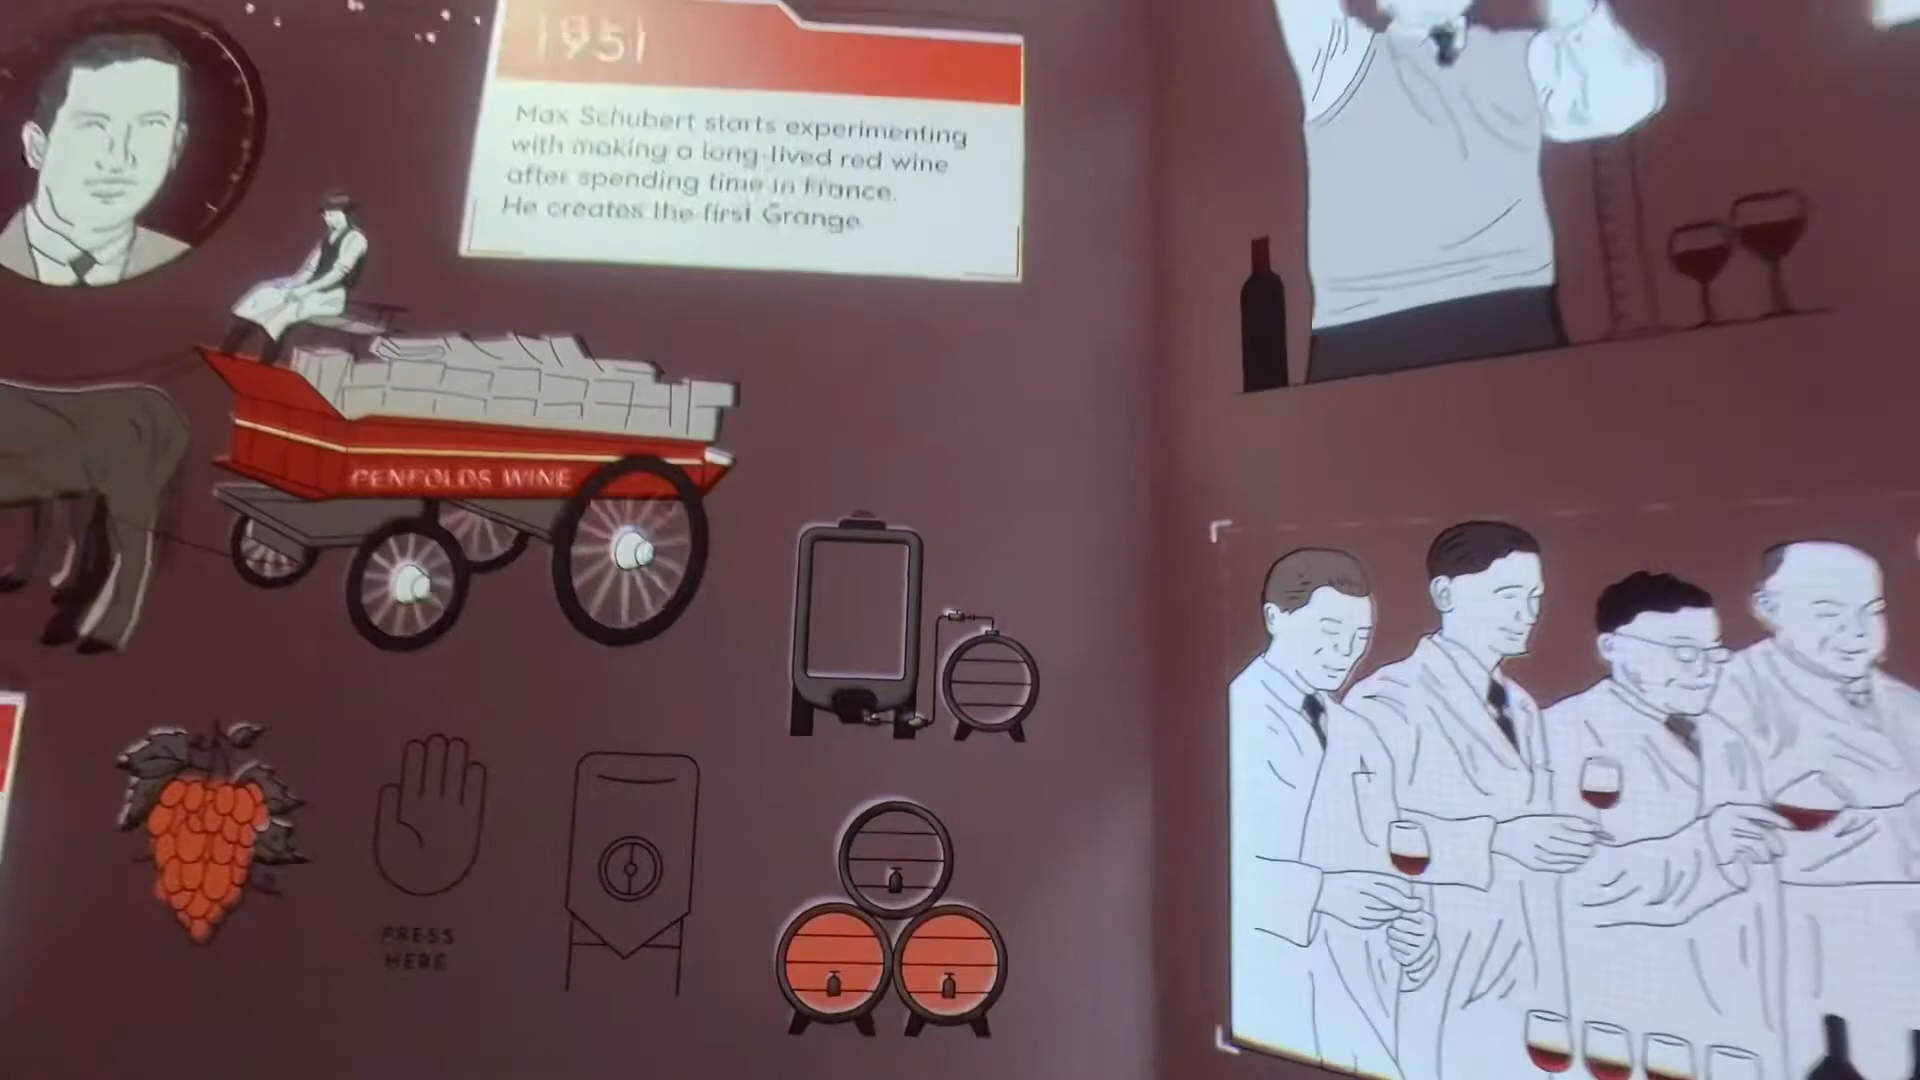 1951
Max Schubert starts experimenting
with making a long-lived red wine
after spending time in France.
He creates the first Grange.
PENFOLDS WINE
PRESS
HERE